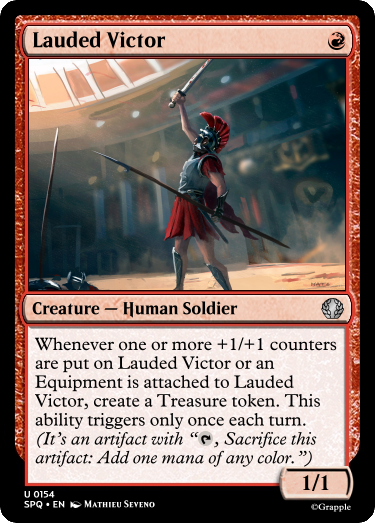 Lauded Victor
Creature — Human Soldier
Whenever one or more +1/+1 counters
are put on Lauded Victor or an
Equipment is attached to Lauded
Victor, create a Treasure token. This
ability triggers only once each turn.
(It's an artifact with “, Sacrifice this
artifact: Add one mana of any color.”)
1/1
U 0154
SPQ • EN Mathieu Seveno
©Grapple